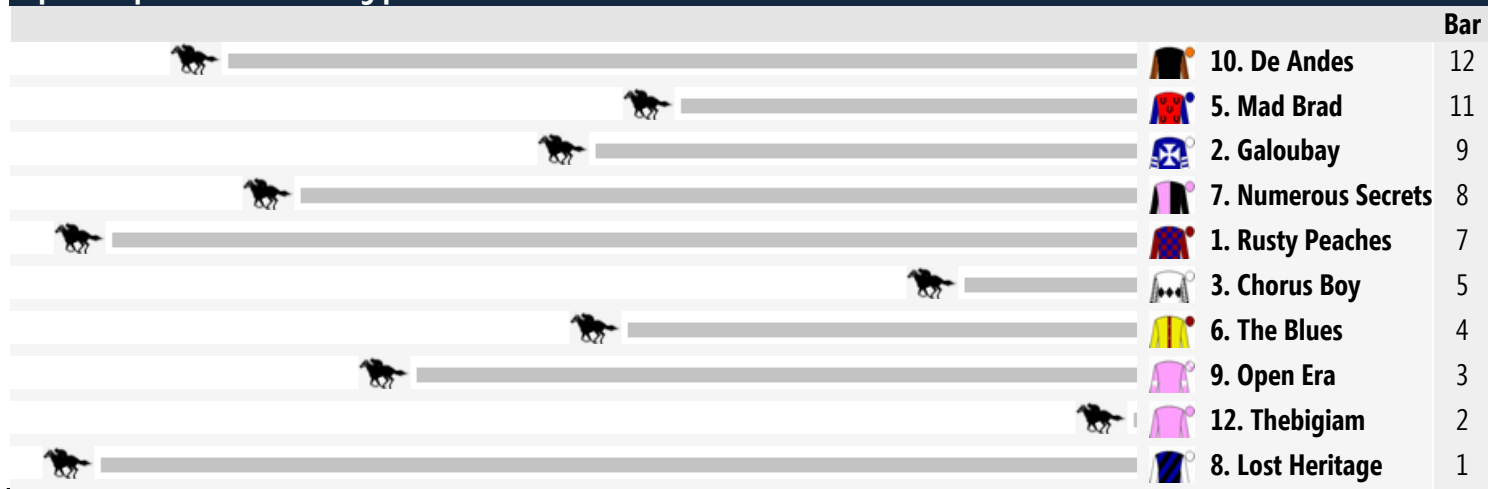 Bar
10. De Andes 12
5. Mad Brad 11
2. Galoubay 9
7. Numerous Secrets 8
1. Rusty Peaches 7
3. Chorus Boy 5
6. The Blues 4
9. Open Era 3
12. Thebigiam 2
8. Lost Heritage 1